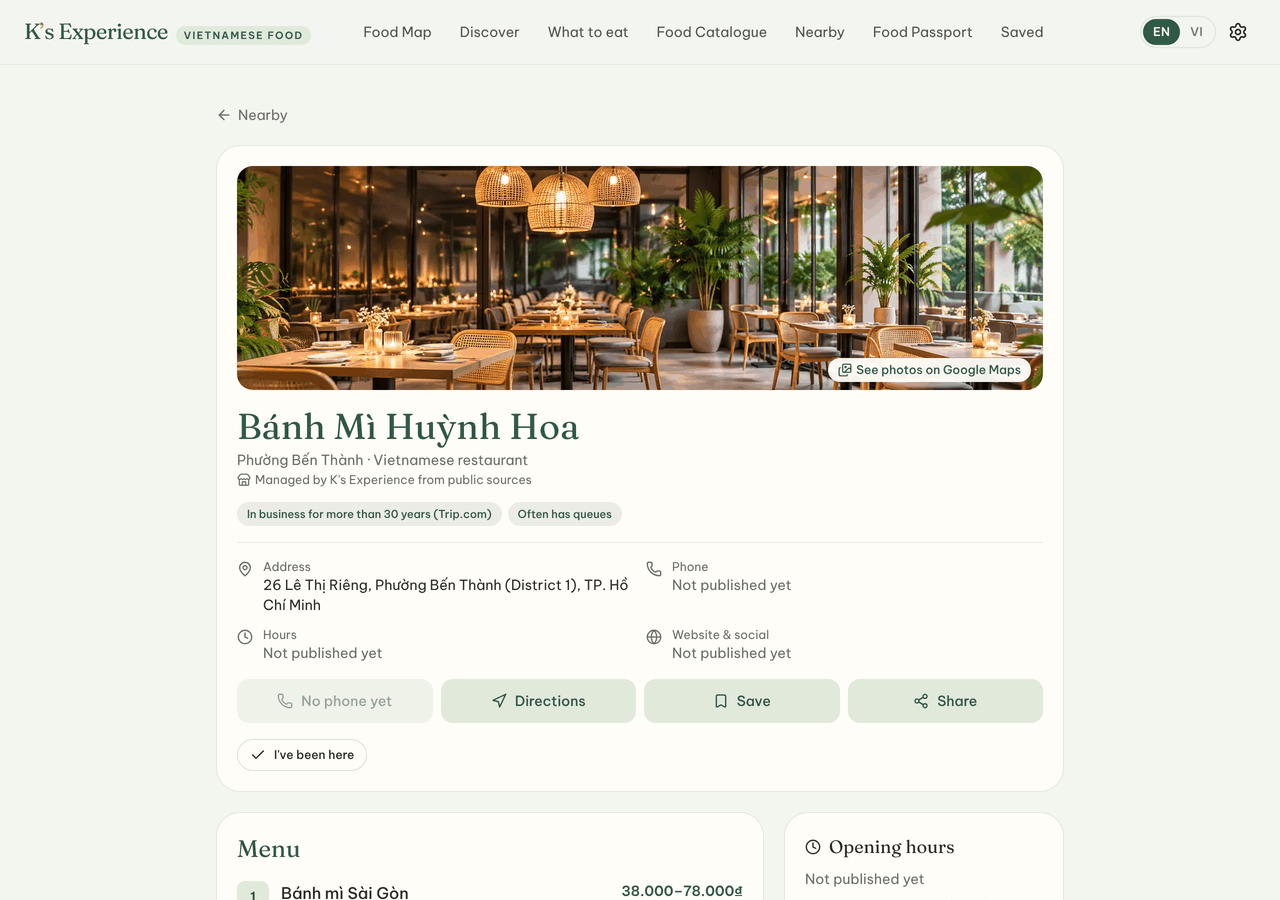 K's Experience VIETNAMESE FOOD
Food Map Discover What to eat Food Catalogue Nearby Food Passport Saved
EN VI
Nearby
See photos on Google Maps
Bánh Mì Huỳnh Hoa
Phường Bến Thành · Vietnamese restaurant
Managed by K's Experience from public sources
In business for more than 30 years (Trip.com) Often has queues
Address
26 Lê Thị Riêng, Phường Bến Thành (District 1), TP. Hồ
Chí Minh
Phone
Not published yet
Hours
Not published yet
Website & social
Not published yet
No phone yet Directions Save Share
I've been here
Menu
1 Bánh mì Sài Gòn 38.000–78.000₫
Opening hours
Not published yet